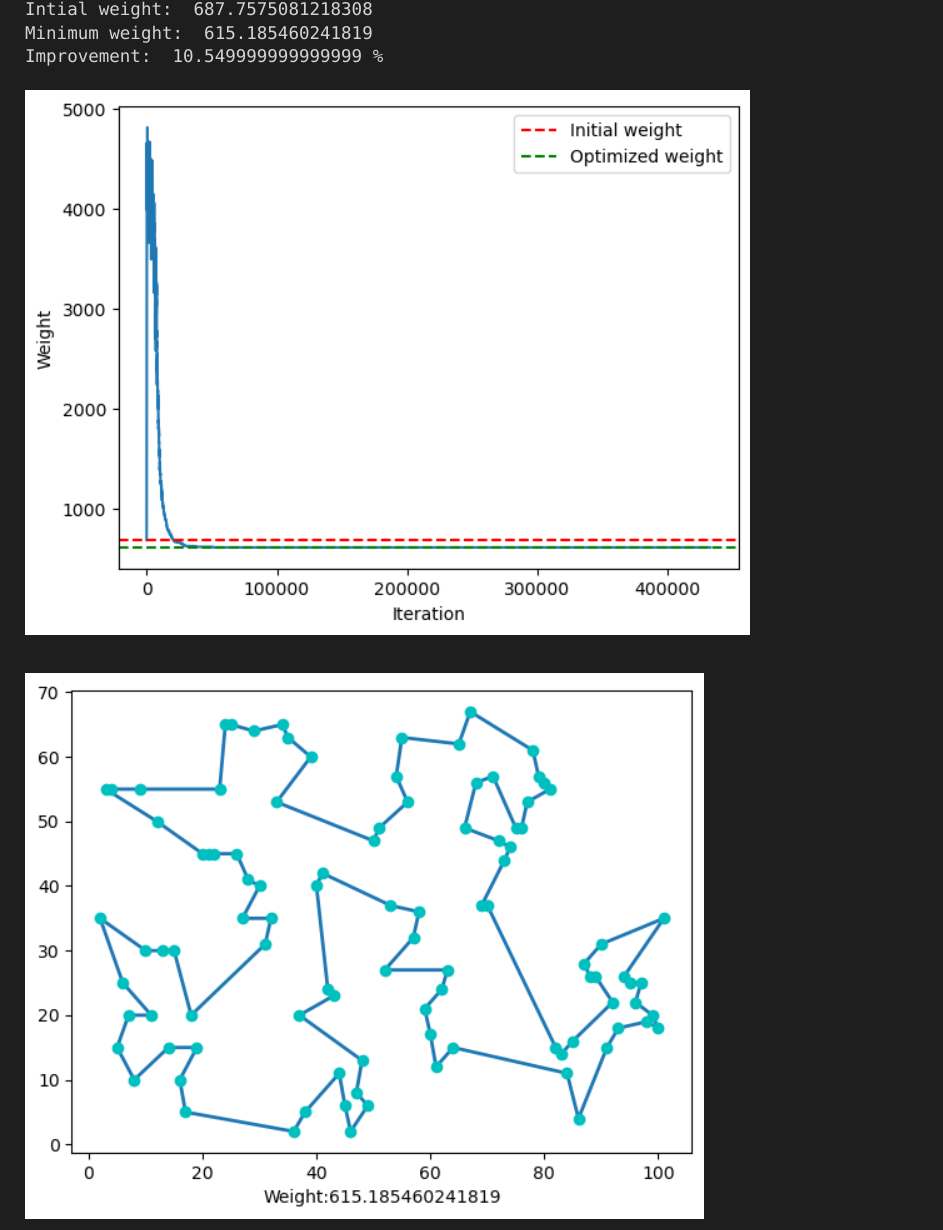 Intial weight:  687.7575081218308
Minimum weight:  615.185460241819
Improvement:  10.549999999999999 %
5000
4000
3000
2000
1000
Weight
Initial weight
Optimized weight
0 100000 200000 300000 400000
Iteration
70
60
50
40
30
20
10
0
0 20 40 60 80 100
Weight:615.185460241819